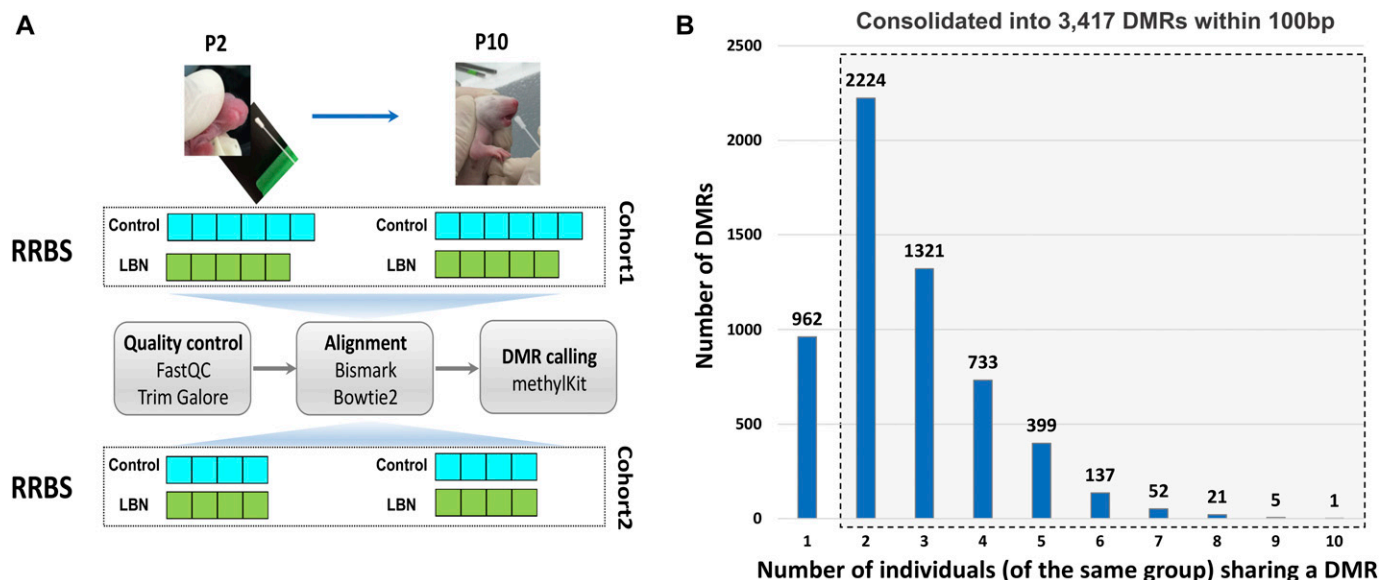 A
P2
P10
RRBS
Control
Control
LBN
LBN
Cohort1
Quality control
FastQC
Trim Galore
Alignment
Bismark
Bowtie2
DMR calling
methylKit
RRBS
Control
Control
LBN
LBN
Cohort2
B
Consolidated into 3,417 DMRs within 100bp
Number of DMRs
2500
2000
1500
1000
500
0
962
2224
1321
733
399
137
52
21
5
1
1 2 3 4 5 6 7 8 9 10
Number of individuals (of the same group) sharing a DMR